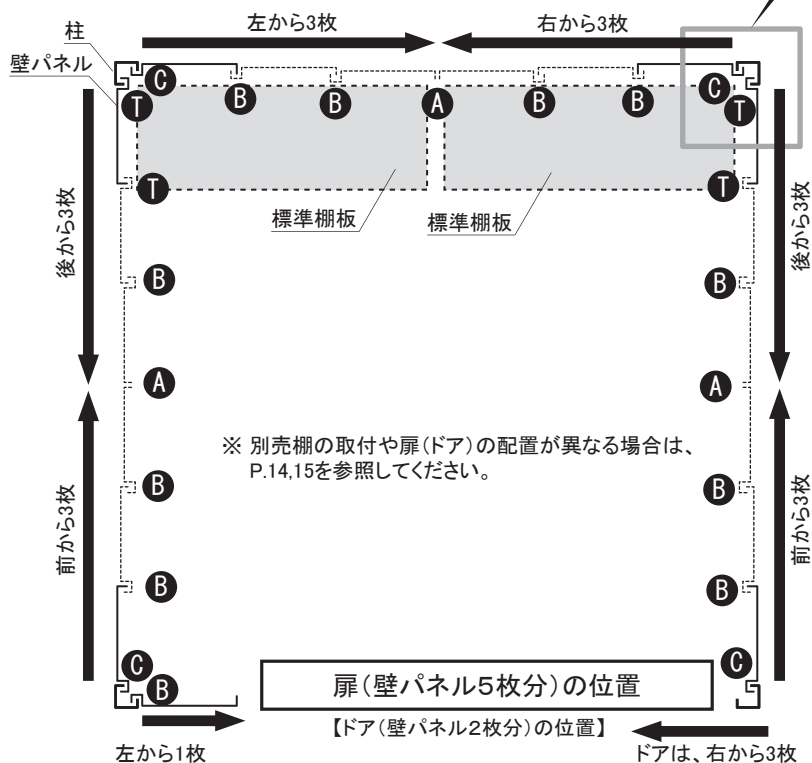 左から3枚
右から3枚
柱
壁パネル
C
C
T
B
B
A
B
B
T
T
T
標準棚板
標準棚板
後から3枚
後から3枚
B
B
A
A
※ 別売棚の取付や扉(ドア)の配置が異なる場合は、
P.14,15を参照してください。
B
B
前から3枚
前から3枚
B
B
C
C
B
扉(壁パネル5枚分)の位置
【ドア(壁パネル2枚分)の位置】
左から1枚
ドアは、右から3枚